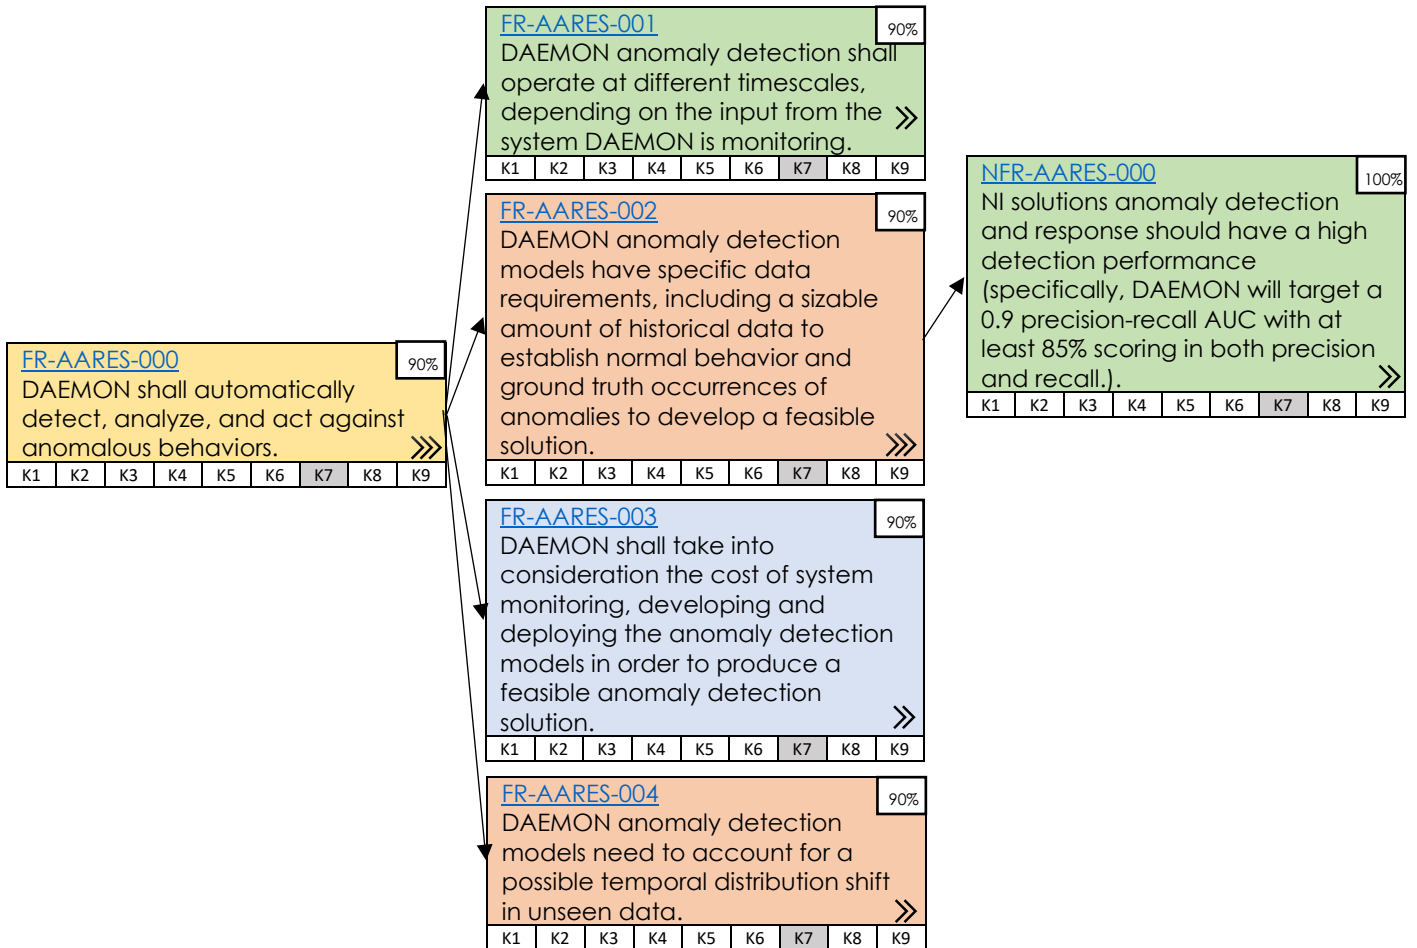 FR-AARES-000
90%
DAEMON shall automatically
detect, analyze, and act against
anomalous behaviors.
K1 K2 K3 K4 K5 K6 K7 K8 K9
FR-AARES-001
90%
DAEMON anomaly detection shall
operate at different timescales,
depending on the input from the
system DAEMON is monitoring.
K1 K2 K3 K4 K5 K6 K7 K8 K9
FR-AARES-002
90%
DAEMON anomaly detection
models have specific data
requirements, including a sizable
amount of historical data to
establish normal behavior and
ground truth occurrences of
anomalies to develop a feasible
solution.
K1 K2 K3 K4 K5 K6 K7 K8 K9
FR-AARES-003
90%
DAEMON shall take into
consideration the cost of system
monitoring, developing and
deploying the anomaly detection
models in order to produce a
feasible anomaly detection
solution.
K1 K2 K3 K4 K5 K6 K7 K8 K9
FR-AARES-004
90%
DAEMON anomaly detection
models need to account for a
possible temporal distribution shift
in unseen data.
K1 K2 K3 K4 K5 K6 K7 K8 K9
NFR-AARES-000
100%
NI solutions anomaly detection
and response should have a high
detection performance
(specifically, DAEMON will target a
0.9 precision-recall AUC with at
least 85% scoring in both precision
and recall.).
K1 K2 K3 K4 K5 K6 K7 K8 K9